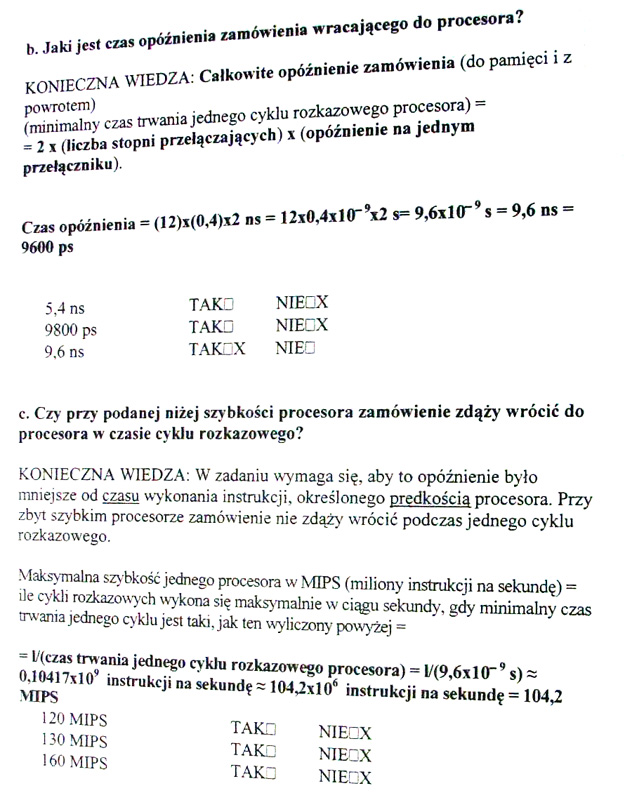 b. Jaki jest czas opóźnienia zamówienia wracającego do procesora?
KONIECZNA WIEDZA: Całkowite opóźnienie zamówienia (do pamięci i z
powrotem)
(minimalny czas trwania jednego cyklu rozkazowego procesora) =
= 2 x (liczba stopni przełączających) x (opóźnienie na jednym
przełączniku).
Czas opóźnienia = (12)x(0,4)x2 ns = 12x0,4x10⁻⁹x2 s= 9,6x10⁻⁹ s = 9,6 ns =
9600 ps
5,4 ns TAK□ NIE□X
9800 ps TAK□ NIE□X
9,6 ns TAK□X NIE□
c. Czy przy podanej niżej szybkości procesora zamówienie zdąży wrócić do
procesora w czasie cyklu rozkazowego?
KONIECZNA WIEDZA: W zadaniu wymaga się, aby to opóźnienie było
mniejsze od czasu wykonania instrukcji, określonego prędkością procesora. Przy
zbyt szybkim procesorze zamówienie nie zdąży wrócić podczas jednego cyklu
rozkazowego.
Maksymalna szybkość jednego procesora w MIPS (miliony instrukcji na sekundę) =
ile cykli rozkazowych wykona się maksymalnie w ciągu sekundy, gdy minimalny czas
trwania jednego cyklu jest taki, jak ten wyliczony powyżej =
= 1/(czas trwania jednego cyklu rozkazowego procesora) = 1/(9,6x10⁻⁹ s) ≈
0,10417x10⁹ instrukcji na sekundę ≈ 104,2x10⁶ instrukcji na sekundę = 104,2
MIPS
120 MIPS TAK□ NIE□X
130 MIPS TAK□ NIE□X
160 MIPS TAK□ NIE□X